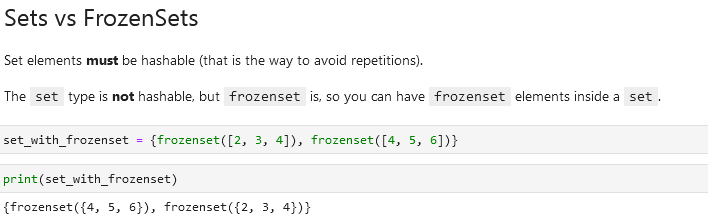 Sets vs FrozenSets
Set elements must be hashable (that is the way to avoid repetitions).
The set type is not hashable, but frozenset is, so you can have frozenset elements inside a set.
set_with_frozenset = {frozenset([2, 3, 4]), frozenset([4, 5, 6])}
print(set_with_frozenset)
{frozenset({4, 5, 6}), frozenset({2, 3, 4})}